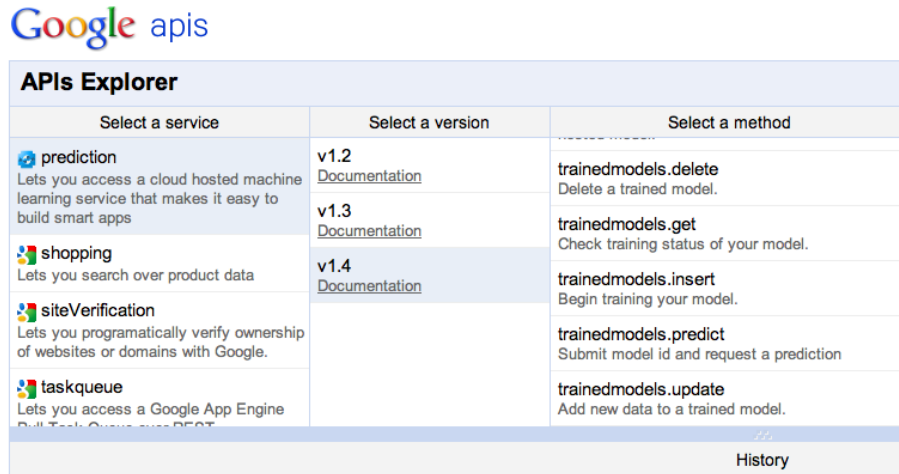 Google apis
APIs Explorer
Select a service
Select a version
Select a method
prediction
Lets you access a cloud hosted machine
learning service that makes it easy to
build smart apps
shopping
Lets you search over product data
siteVerification
Lets you programatically verify ownership
of websites or domains with Google.
taskqueue
Lets you access a Google App Engine
v1.2
Documentation
v1.3
Documentation
v1.4
Documentation
trainedmodels.delete
Delete a trained model.
trainedmodels.get
Check training status of your model.
trainedmodels.insert
Begin training your model.
trainedmodels.predict
Submit model id and request a prediction
trainedmodels.update
Add new data to a trained model.
History